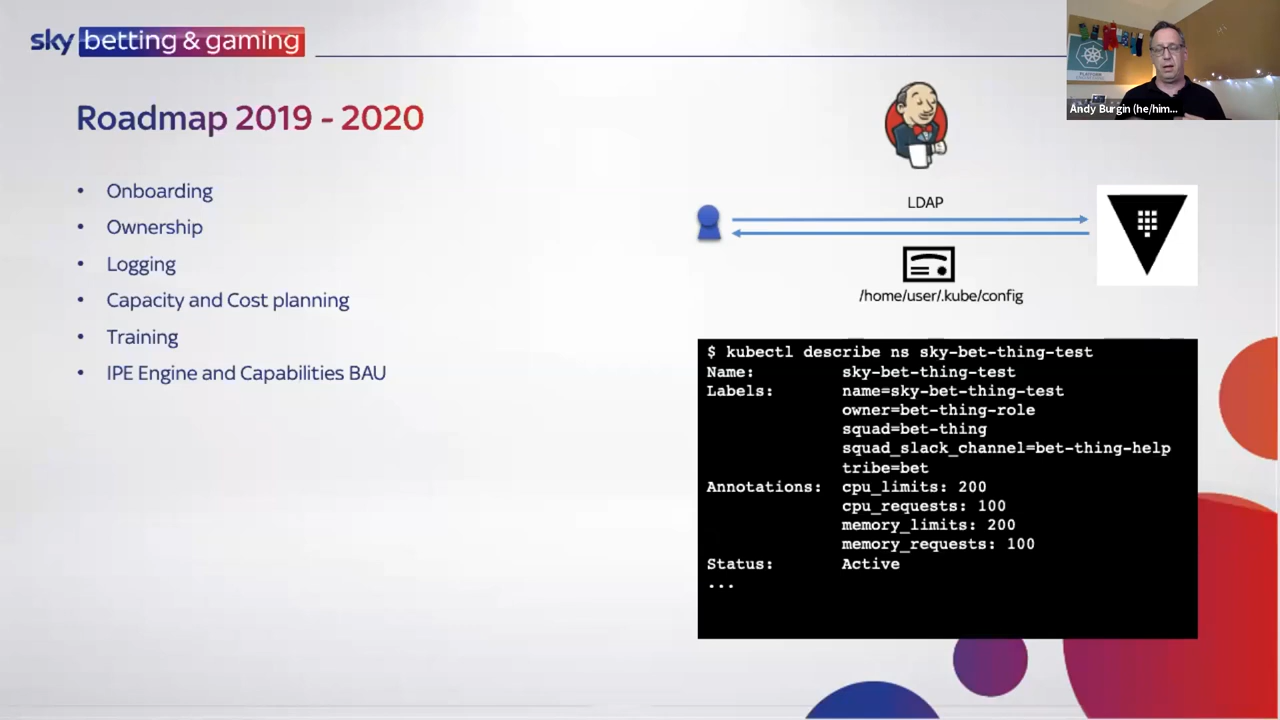 sky betting & gaming
Andy Burgin (he/him...
Roadmap 2019 - 2020
• Onboarding
• Ownership
• Logging
• Capacity and Cost planning
• Training
• IPE Engine and Capabilities BAU
LDAP
/home/user/.kube/config
$ kubectl describe ns sky-bet-thing-test
Name: sky-bet-thing-test
Labels: name=sky-bet-thing-test
owner=bet-thing-role
squad=bet-thing
squad_slack_channel=bet-thing-help
tribe=bet
Annotations: cpu_limits: 200
cpu_requests: 100
memory_limits: 200
memory_requests: 100
Status: Active
...